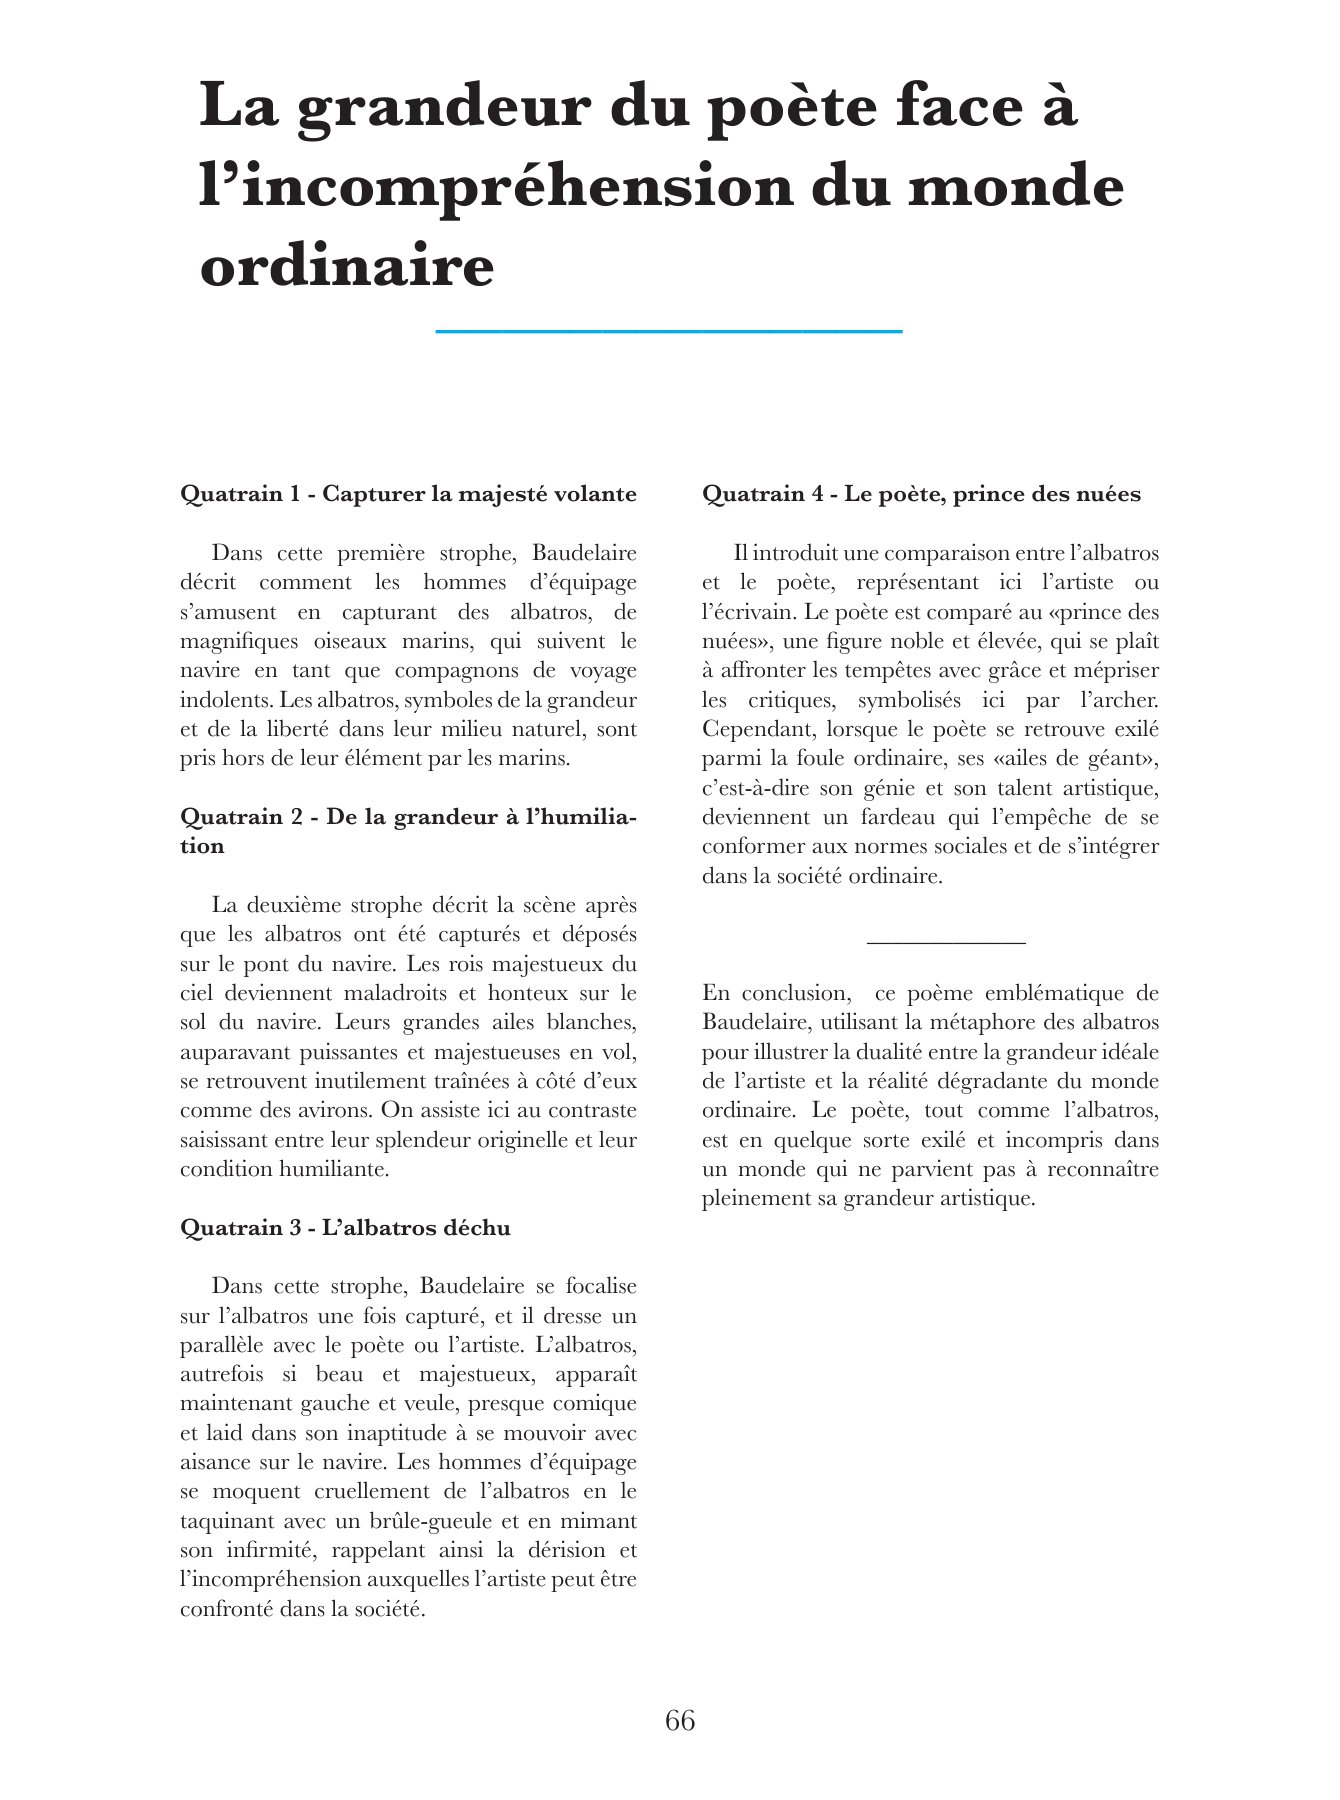 La grandeur du poète face à
l’incompréhension du monde
ordinaire
Quatrain 1 - Capturer la majesté volante
Dans cette première strophe, Baudelaire
décrit comment les hommes d’équipage
s’amusent en capturant des albatros, de
magnifiques oiseaux marins, qui suivent le
navire en tant que compagnons de voyage
indolents. Les albatros, symboles de la grandeur
et de la liberté dans leur milieu naturel, sont
pris hors de leur élément par les marins.
Quatrain 2 - De la grandeur à l’humilia-
tion
La deuxième strophe décrit la scène après
que les albatros ont été capturés et déposés
sur le pont du navire. Les rois majestueux du
ciel deviennent maladroits et honteux sur le
sol du navire. Leurs grandes ailes blanches,
auparavant puissantes et majestueuses en vol,
se retrouvent inutilement traînées à côté d’eux
comme des avirons. On assiste ici au contraste
saisissant entre leur splendeur originelle et leur
condition humiliante.
Quatrain 3 - L’albatros déchu
Dans cette strophe, Baudelaire se focalise
sur l’albatros une fois capturé, et il dresse un
parallèle avec le poète ou l’artiste. L’albatros,
autrefois si beau et majestueux, apparaît
maintenant gauche et veule, presque comique
et laid dans son inaptitude à se mouvoir avec
aisance sur le navire. Les hommes d’équipage
se moquent cruellement de l’albatros en le
taquinant avec un brûle-gueule et en mimant
son infirmité, rappelant ainsi la dérision et
l’incompréhension auxquelles l’artiste peut être
confronté dans la société.
Quatrain 4 - Le poète, prince des nuées
Il introduit une comparaison entre l’albatros
et le poète, représentant ici l’artiste ou
l’écrivain. Le poète est comparé au «prince des
nuées», une figure noble et élevée, qui se plaît
à affronter les tempêtes avec grâce et mépriser
les critiques, symbolisés ici par l’archer.
Cependant, lorsque le poète se retrouve exilé
parmi la foule ordinaire, ses «ailes de géant»,
c’est-à-dire son génie et son talent artistique,
deviennent un fardeau qui l’empêche de se
conformer aux normes sociales et de s’intégrer
dans la société ordinaire.
En conclusion, ce poème emblématique de
Baudelaire, utilisant la métaphore des albatros
pour illustrer la dualité entre la grandeur idéale
de l’artiste et la réalité dégradante du monde
ordinaire. Le poète, tout comme l’albatros,
est en quelque sorte exilé et incompris dans
un monde qui ne parvient pas à reconnaître
pleinement sa grandeur artistique.
66